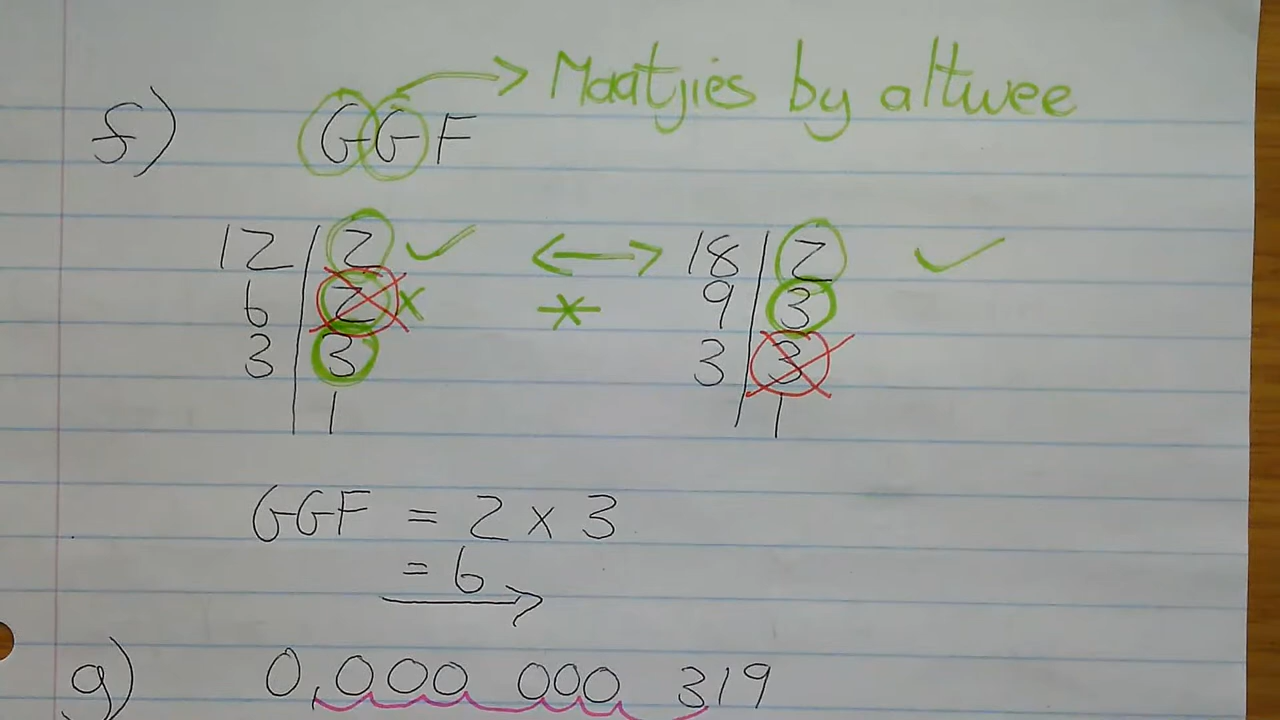 f) GGF → Maatjies by altwee
12 | 2 ✓ ↔ 18 | 2 ✓
6 | 2 x * 9 | 3
3 | 3 3 | 3
| 1 | 1
GGF = 2 x 3
= 6
g) 0,000 000 319